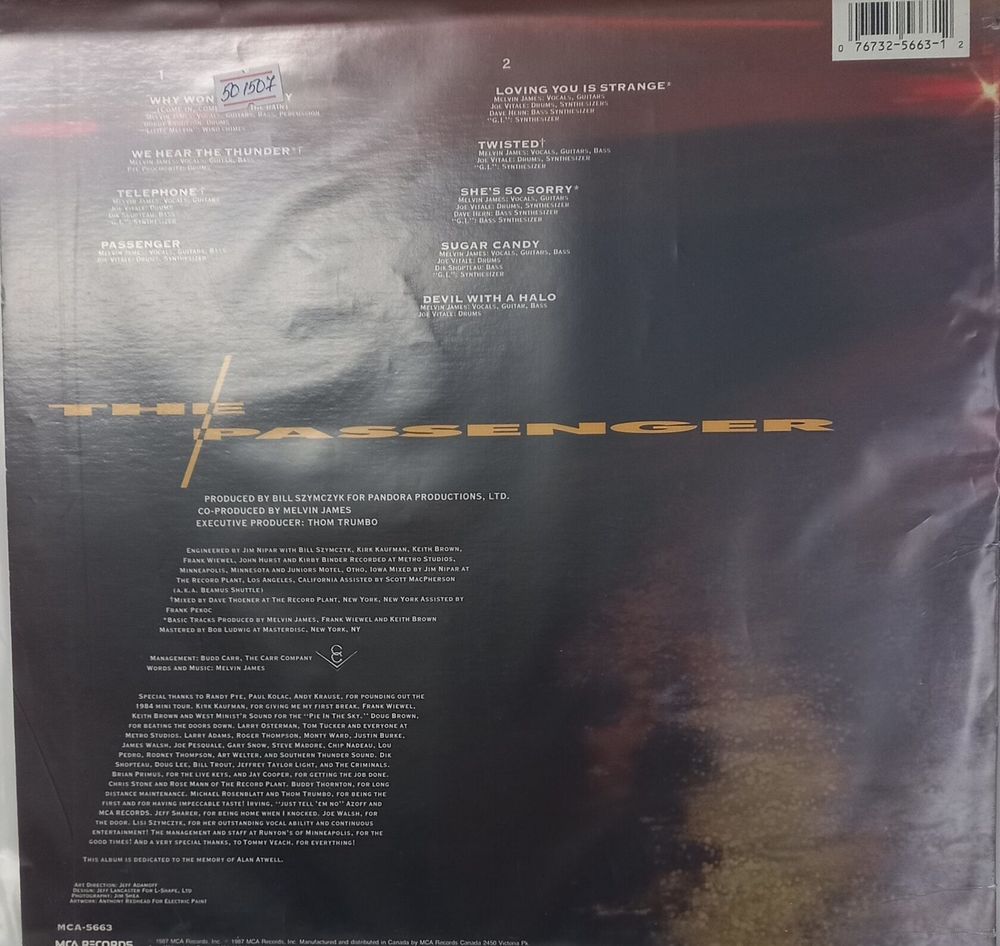 0 76732-5663-1 2
1
501507
WHY WON
(COME IN, COME THE RAIN)
MELVIN JAMES: VOCALS, GUITARS, BASS, PERCUSSION
DRUMS
"LITTLE MELVIN": WIND CHIMES
WE HEAR THE THUNDER*†
MELVIN JAMES: VOCALS, GUITAR, BASS
DRUMS
TELEPHONE†
MELVIN JAMES: VOCALS, GUITARS
JOE VITALE: DRUMS
DIK SHOPTEAU: BASS
"G.I.": SYNTHESIZER
PASSENGER
MELVIN JAMES: VOCALS, GUITARS, BASS
JOE VITALE: DRUMS, SYNTHESIZER
2
LOVING YOU IS STRANGE*
MELVIN JAMES: VOCALS, GUITARS
JOE VITALE: DRUMS, SYNTHESIZERS
DAVE HERN: BASS SYNTHESIZER
"G.I.": SYNTHESIZER
TWISTED†
MELVIN JAMES: VOCALS, GUITARS, BASS
JOE VITALE: DRUMS, SYNTHESIZER
"G.I.": SYNTHESIZER
SHE'S SO SORRY*
MELVIN JAMES: VOCALS, GUITARS
JOE VITALE: DRUMS, SYNTHESIZER
DAVE HERN: BASS SYNTHESIZER
"G.I.": BASS SYNTHESIZER
SUGAR CANDY
MELVIN JAMES: VOCALS, GUITARS, BASS
JOE VITALE: DRUMS
DIK SHOPTEAU: BASS
"G.I.": SYNTHESIZER
DEVIL WITH A HALO
MELVIN JAMES: VOCALS, GUITAR, BASS
JOE VITALE: DRUMS
THE
PASSENGER
PRODUCED BY BILL SZYMCZYK FOR PANDORA PRODUCTIONS, LTD.
CO-PRODUCED BY MELVIN JAMES
EXECUTIVE PRODUCER: THOM TRUMBO
ENGINEERED BY JIM NIPAR WITH BILL SZYMCZYK, KIRK KAUFMAN, KEITH BROWN,
FRANK WIEWEL, JOHN HURST AND KIRBY BINDER RECORDED AT METRO STUDIOS,
MINNEAPOLIS, MINNESOTA AND JUNIORS MOTEL, OTHO, IOWA MIXED BY JIM NIPAR AT
THE RECORD PLANT, LOS ANGELES, CALIFORNIA ASSISTED BY SCOTT MACPHERSON
(A.K.A. BEAMUS SHUTTLE)
†MIXED BY DAVE THOENER AT THE RECORD PLANT, NEW YORK, NEW YORK ASSISTED BY
FRANK PEKOC
*BASIC TRACKS PRODUCED BY MELVIN JAMES, FRANK WIEWEL AND KEITH BROWN
MASTERED BY BOB LUDWIG AT MASTERDISC, NEW YORK, NY
MANAGEMENT: BUDD CARR, THE CARR COMPANY
WORDS AND MUSIC: MELVIN JAMES
SPECIAL THANKS TO RANDY PYE, PAUL KOLAC, ANDY KRAUSE, FOR POUNDING OUT THE
1984 MINI TOUR. KIRK KAUFMAN, FOR GIVING ME MY FIRST BREAK. FRANK WIEWEL,
KEITH BROWN AND WEST MINIST'R SOUND FOR THE "PIE IN THE SKY." DOUG BROWN,
FOR BEATING THE DOORS DOWN. LARRY OSTERMAN, TOM TUCKER AND EVERYONE AT
METRO STUDIOS. LARRY ADAMS, ROGER THOMPSON, MONTY WARD, JUSTIN BURKE,
JAMES WALSH, JOE PESQUALE, GARY SNOW, STEVE MADORE, CHIP NADEAU, LOU
PEDRO, RODNEY THOMPSON, ART WELTER, AND SOUTHERN THUNDER SOUND. DIK
SHOPTEAU, DOUG LEE, BILL TROUT, JEFFREY TAYLOR LIGHT, AND THE CRIMINALS.
BRIAN PRIMUS, FOR THE LIVE KEYS, AND JAY COOPER, FOR GETTING THE JOB DONE.
CHRIS STONE AND ROSE MANN OF THE RECORD PLANT. BUDDY THORNTON, FOR LONG
DISTANCE MAINTENANCE. MICHAEL ROSENBLATT AND THOM TRUMBO, FOR BEING THE
FIRST AND FOR HAVING IMPECCABLE TASTE! IRVING, "JUST TELL 'EM NO" AZOFF AND
MCA RECORDS. JEFF SHARER, FOR BEING HOME WHEN I KNOCKED. JOE WALSH, FOR
THE DOOR. LISI SZYMCZYK, FOR HER OUTSTANDING VOCAL ABILITY AND CONTINUOUS
ENTERTAINMENT! THE MANAGEMENT AND STAFF AT RUNYON'S OF MINNEAPOLIS, FOR THE
GOOD TIMES! AND A VERY SPECIAL THANKS, TO TOMMY VEACH, FOR EVERYTHING!
THIS ALBUM IS DEDICATED TO THE MEMORY OF ALAN ATWELL.
ART DIRECTION: JEFF ADAMOFF
DESIGN: JEFF LANCASTER FOR L-SHAPE, LTD
PHOTOGRAPHY: JIM SHEA
ARTWORK: ANTHONY REDHEAD FOR ELECTRIC PAINT
MCA-5663
MCA RECORDS
1987 MCA Records, Inc. 1987 MCA Records, Inc. Manufactured and distributed in Canada by MCA Records Canada 2450 Victoria Pk